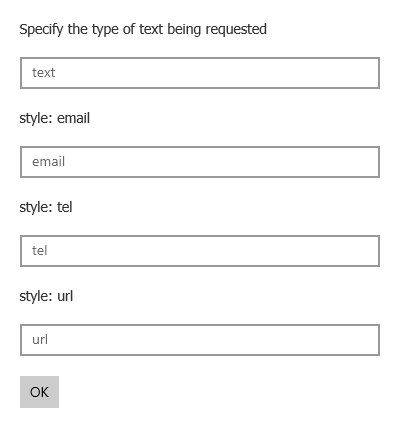 Specify the type of text being requested
text
style: email
email
style: tel
tel
style: url
url
OK